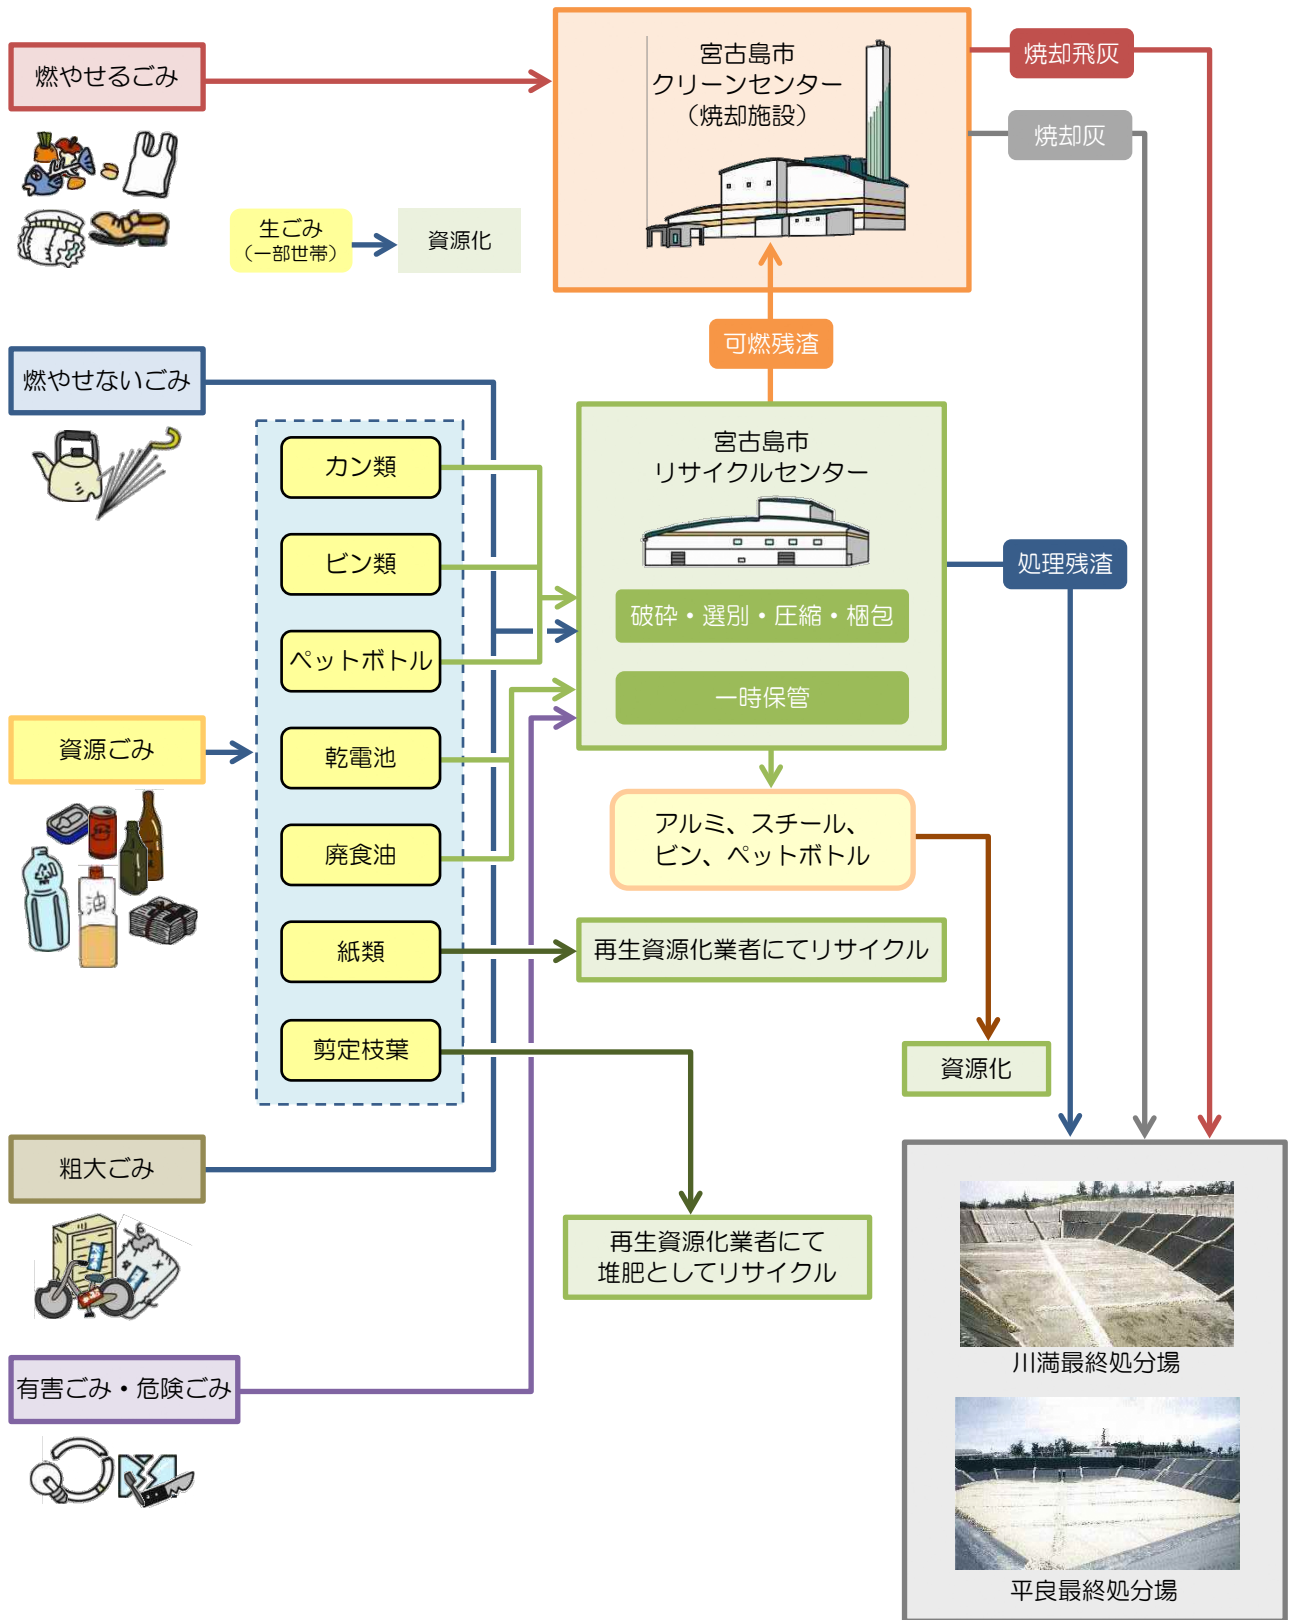 燃やせるごみ
宮古島市
クリーンセンター
（焼却施設）
焼却飛灰
焼却灰
生ごみ
（一部世帯）
資源化
可燃残渣
燃やせないごみ
カン類
ビン類
ペットボトル
乾電池
廃食油
紙類
剪定枝葉
宮古島市
リサイクルセンター
破砕・選別・圧縮・梱包
一時保管
処理残渣
資源ごみ
油
アルミ、スチール、
ビン、ペットボトル
再生資源化業者にてリサイクル
資源化
粗大ごみ
再生資源化業者にて
堆肥としてリサイクル
有害ごみ・危険ごみ
川満最終処分場
平良最終処分場